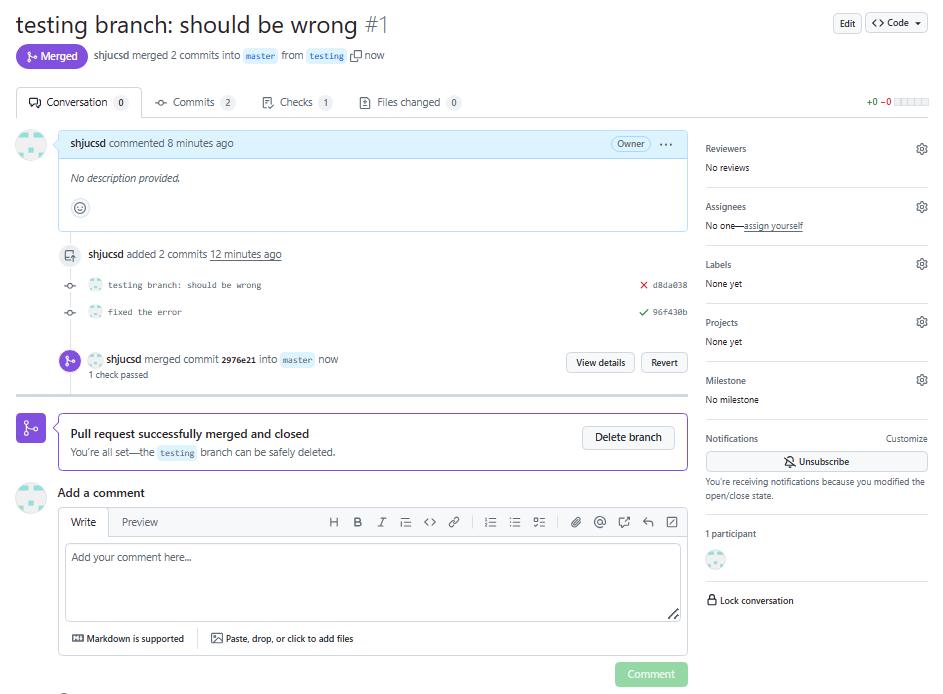 testing branch: should be wrong #1
Edit
<> Code
Merged
shjucsd merged 2 commits into master from testing now
Conversation 0
Commits 2
Checks 1
Files changed 0
+0 −0
shjucsd commented 8 minutes ago
Owner
No description provided.
shjucsd added 2 commits 12 minutes ago
testing branch: should be wrong
d8da038
fixed the error
96f430b
shjucsd merged commit 2976e21 into master now
1 check passed
View details
Revert
Pull request successfully merged and closed
You're all set—the testing branch can be safely deleted.
Delete branch
Add a comment
Write
Preview
H B I
Add your comment here...
Markdown is supported
Paste, drop, or click to add files
Comment
Reviewers
No reviews
Assignees
No one—assign yourself
Labels
None yet
Projects
None yet
Milestone
No milestone
Notifications
Customize
Unsubscribe
You're receiving notifications because you modified the
open/close state.
1 participant
Lock conversation